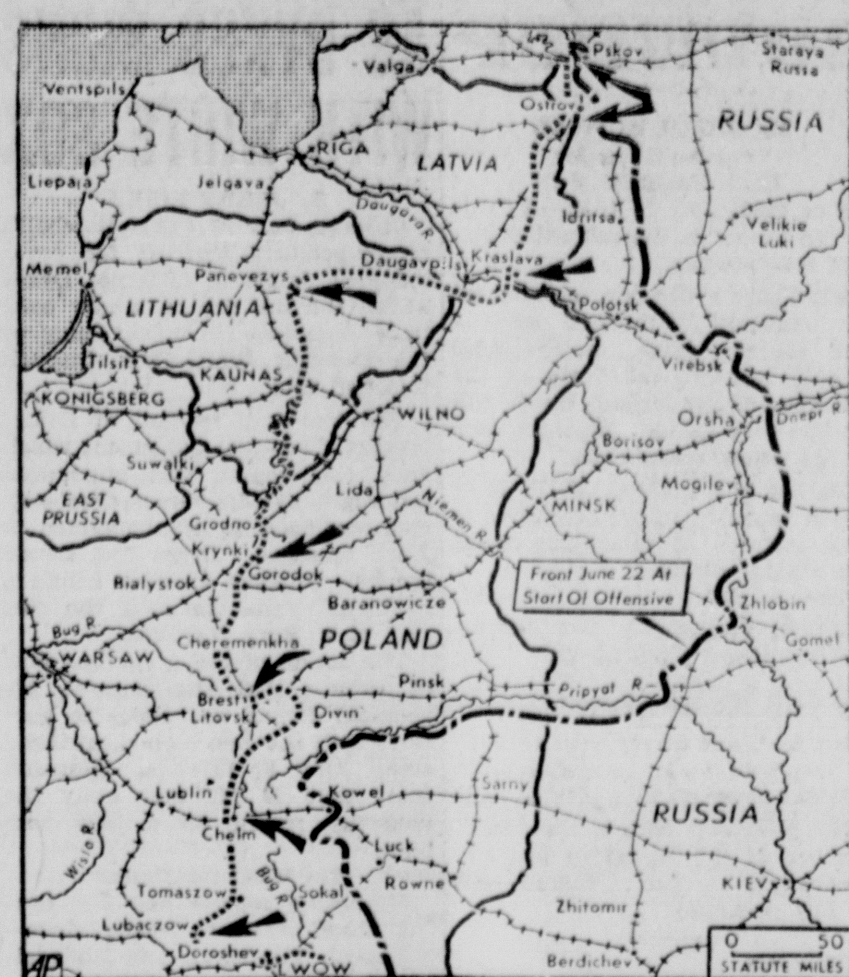 Pskov
Staraya
Russa
Valga
Ventspils
Ostrov
RUSSIA
RIGA
LATVIA
Liepaja
Jelgava
Daugava R.
Idritsa
Velikie
Luki
Memel
Panevezys
Daugavpils
Kraslava
LITHUANIA
Polotsk
Tilsit
KAUNAS
Vitebsk
KONIGSBERG
WILNO
Orsha
Dnepr R.
Borisov
Suwalki
Mogilev
Lida
EAST
PRUSSIA
Niemen R.
MINSK
Grodno
Krynki
Bialystok
Gorodok
Front June 22 At
Start Of Offensive
Baranowicze
Zhlobin
Bug R.
Cheremenkha
POLAND
Gomel
WARSAW
Pinsk
Pripyat R.
Brest
Litovsk
Divin
Lublin
Kowel
Sarny
RUSSIA
Chelm
Wisla R.
Luck
Bug R.
Rowne
KIEV
Tomaszow
Sokal
Zhitomir
Lubaczow
Doroshev
LWOW
Berdichev
0 50
STATUTE MILES
AP